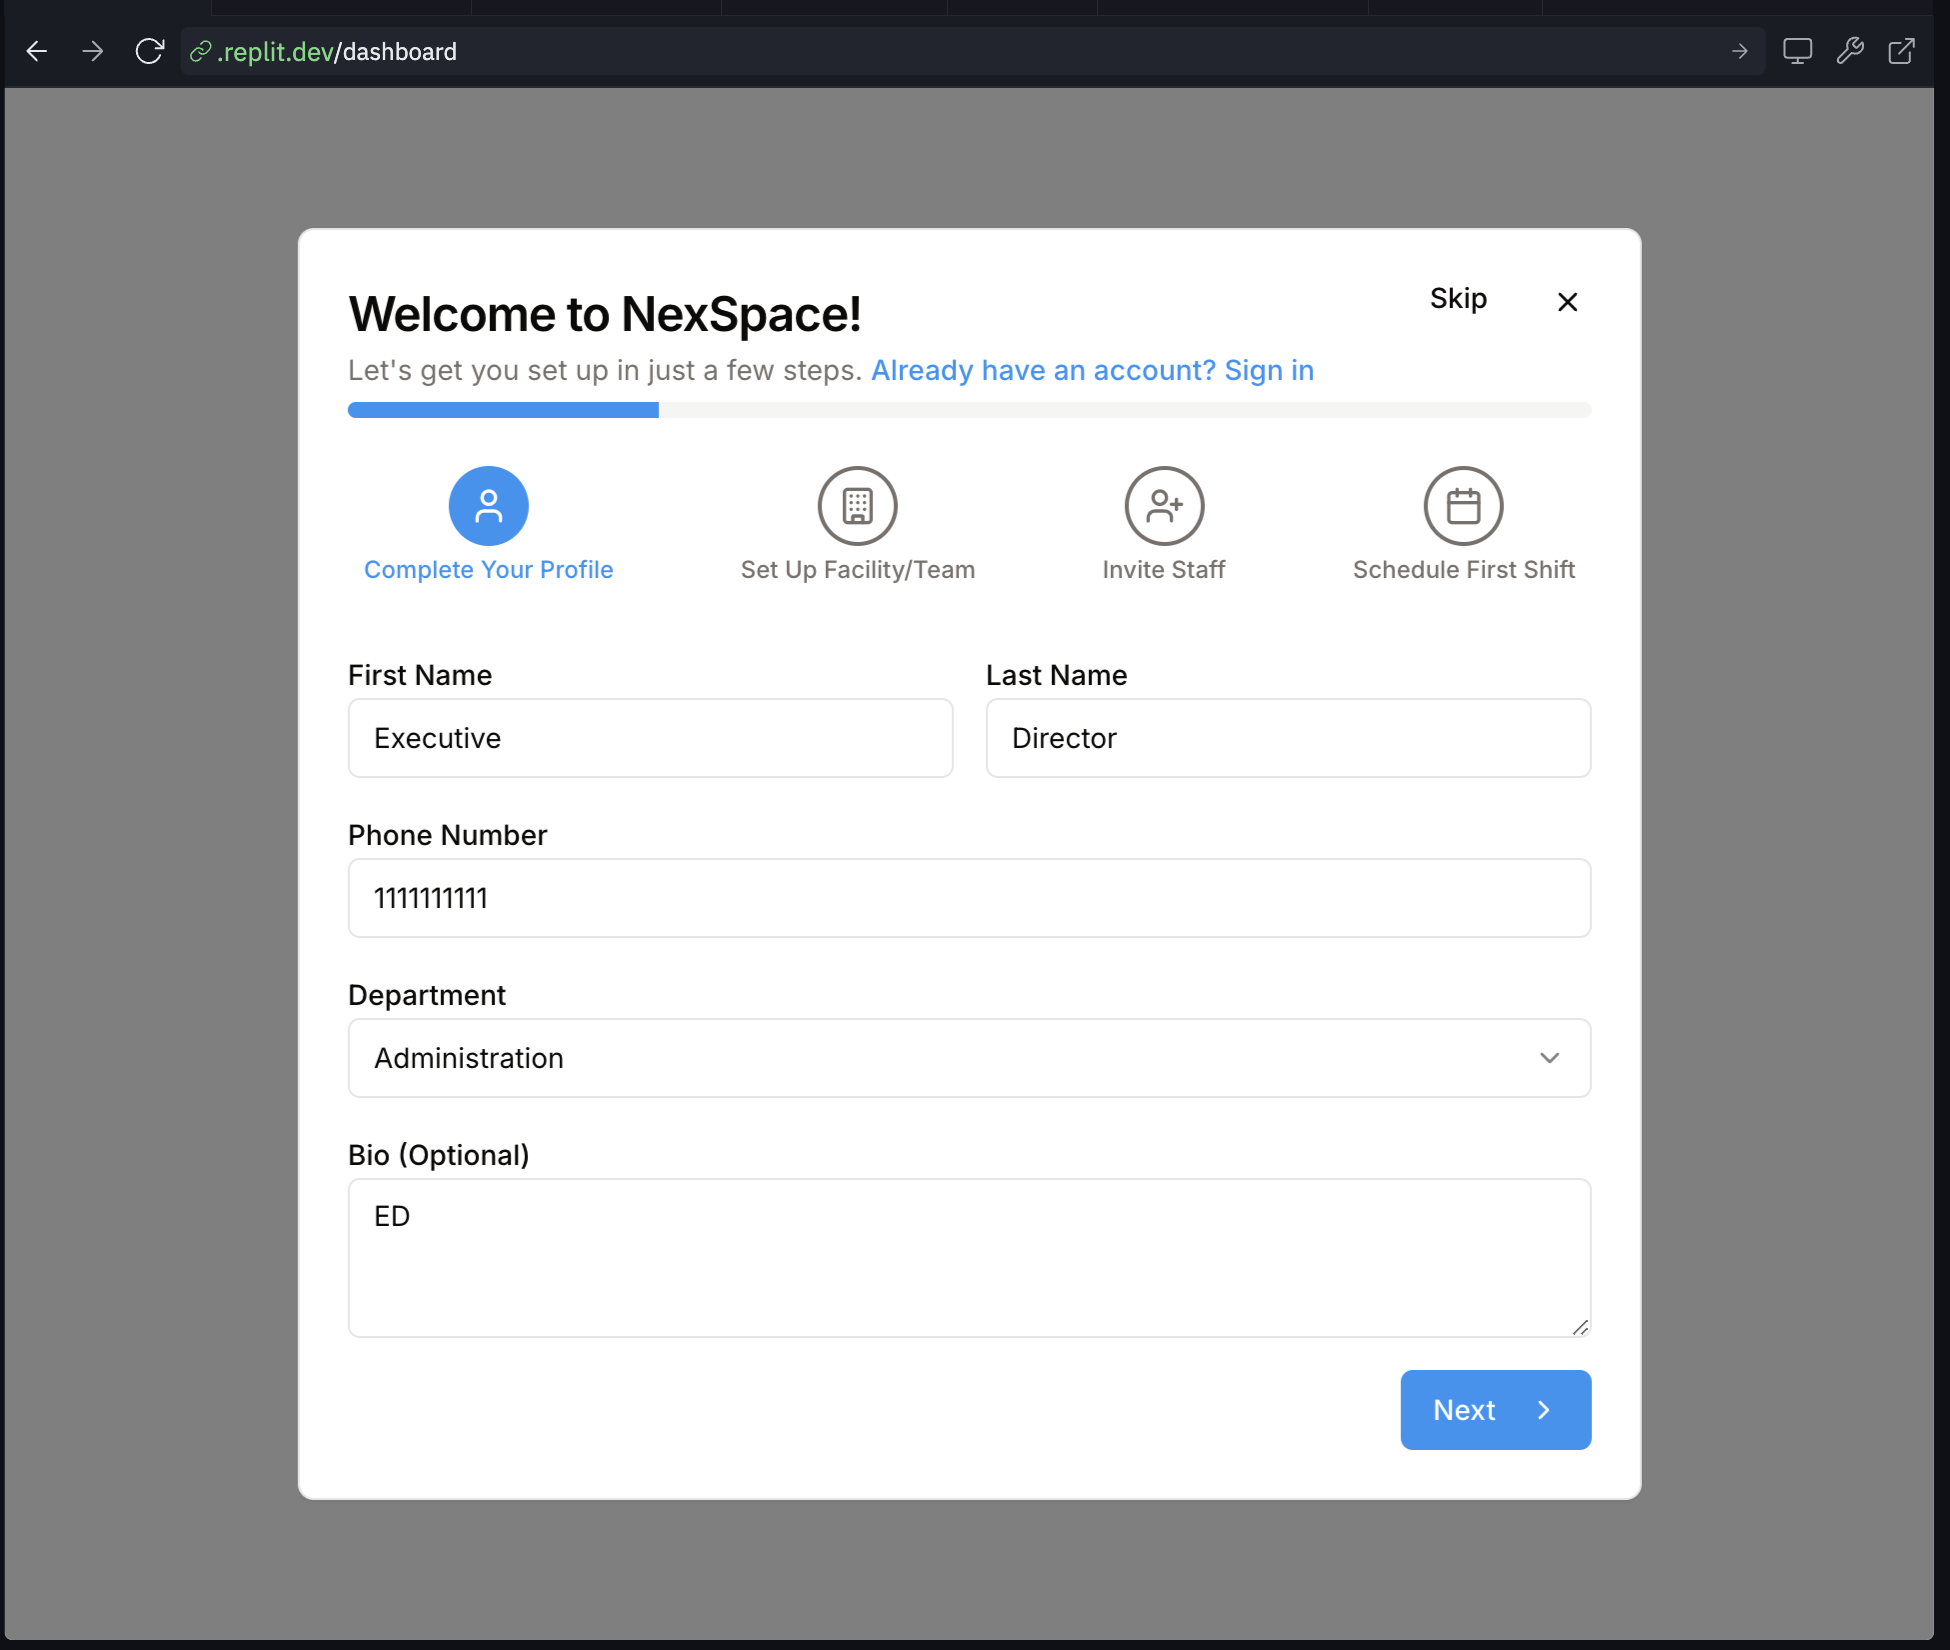 .replit.dev/dashboard
Welcome to NexSpace!
Skip
Let's get you set up in just a few steps. Already have an account? Sign in
Complete Your Profile
Set Up Facility/Team
Invite Staff
Schedule First Shift
First Name
Last Name
Executive
Director
Phone Number
1111111111
Department
Administration
Bio (Optional)
ED
Next